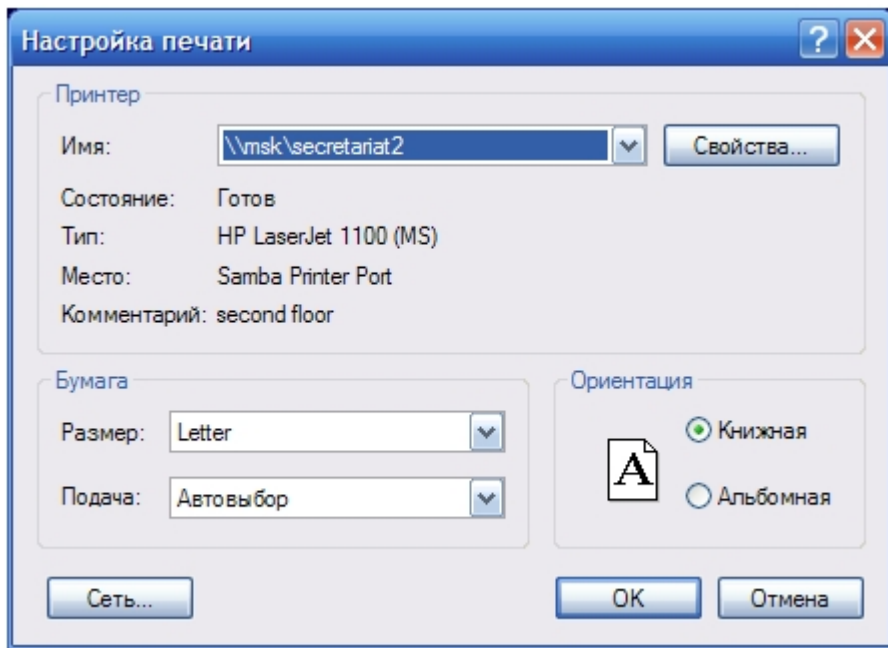 Настройка печати
Принтер
Имя: \\msk\secretariat2 Свойства...
Состояние: Готов
Тип: HP LaserJet 1100 (MS)
Место: Samba Printer Port
Комментарий: second floor
Бумага
Размер: Letter
Подача: Автовыбор
Ориентация
A
Книжная
Альбомная
Сеть... OK Отмена